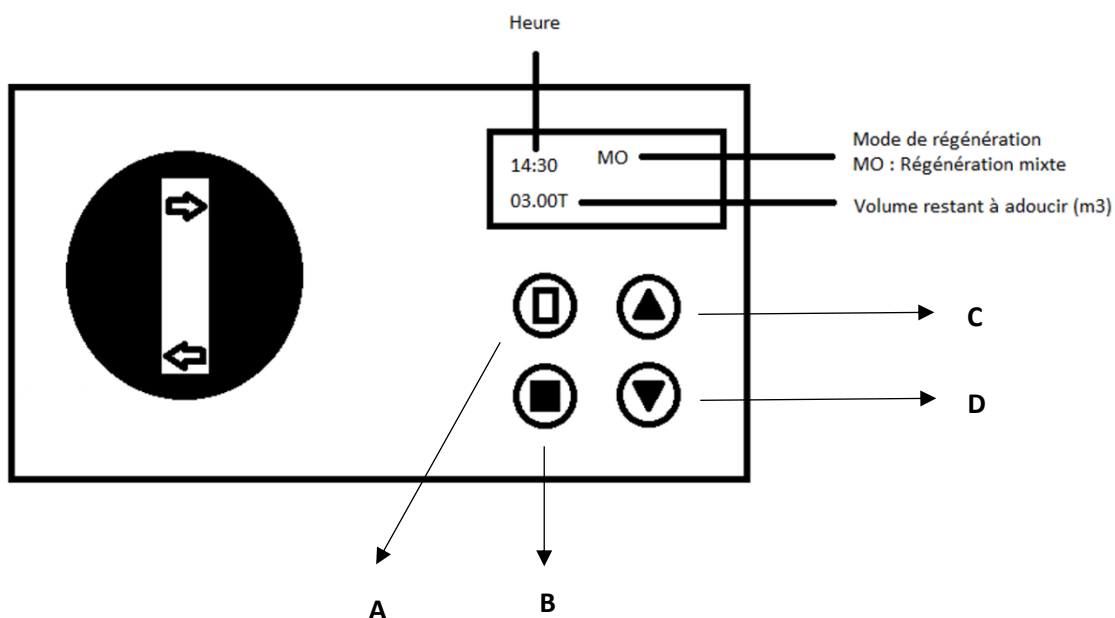 Heure
14:30 MO
03.00T
Mode de régénération
MO : Régénération mixte
Volume restant à adoucir (m3)
C
D
A
B